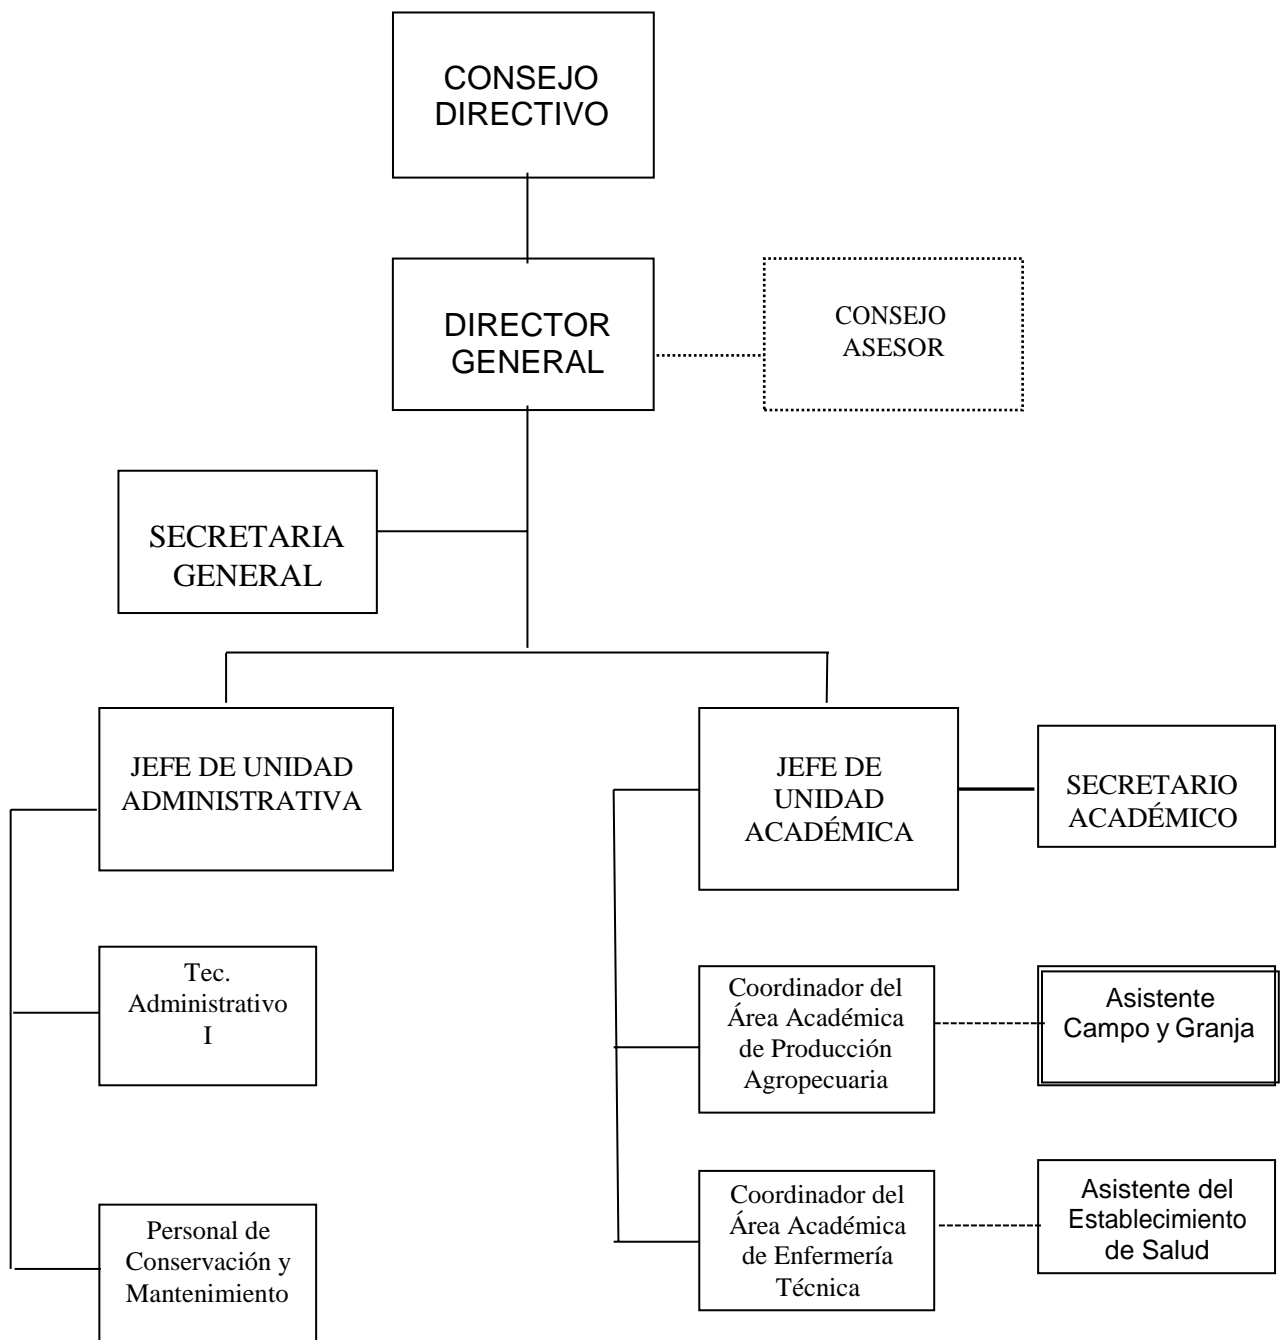 CONSEJO
DIRECTIVO
DIRECTOR
GENERAL
CONSEJO
ASESOR
SECRETARIA
GENERAL
JEFE DE UNIDAD
ADMINISTRATIVA
JEFE DE
UNIDAD
ACADÉMICA
SECRETARIO
ACADÉMICO
Tec.
Administrativo
I
Coordinador del
Área Académica
de Producción
Agropecuaria
Asistente
Campo y Granja
Personal de
Conservación y
Mantenimiento
Coordinador del
Área Académica
de Enfermería
Técnica
Asistente del
Establecimiento
de Salud